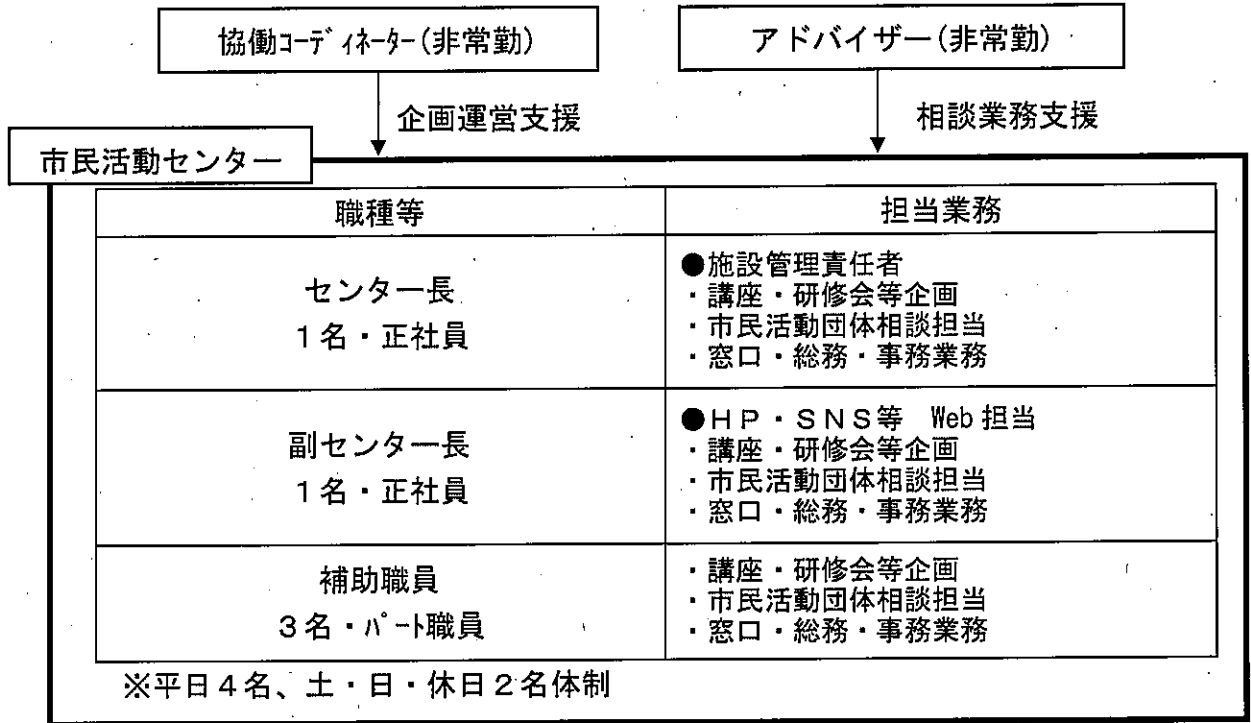 協働ｺｰﾃﾞｨﾈｰﾀｰ(非常勤)
アドバイザー(非常勤)
企画運営支援
相談業務支援
市民活動センター
職種等
担当業務
センター長
1名・正社員
●施設管理責任者
・講座・研修会等企画
・市民活動団体相談担当
・窓口・総務・事務業務
副センター長
1名・正社員
●ＨＰ・ＳＮＳ等　Web担当
・講座・研修会等企画
・市民活動団体相談担当
・窓口・総務・事務業務
補助職員
3名・ﾊﾟｰﾄ職員
・講座・研修会等企画
・市民活動団体相談担当
・窓口・総務・事務業務
※平日4名、土・日・休日2名体制